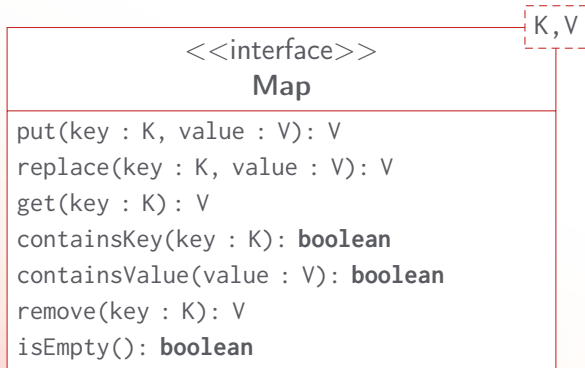 K,V
<<interface>>
Map
put(key : K, value : V): V
replace(key : K, value : V): V
get(key : K): V
containsKey(key : K): boolean
containsValue(value : V): boolean
remove(key : K): V
isEmpty(): boolean